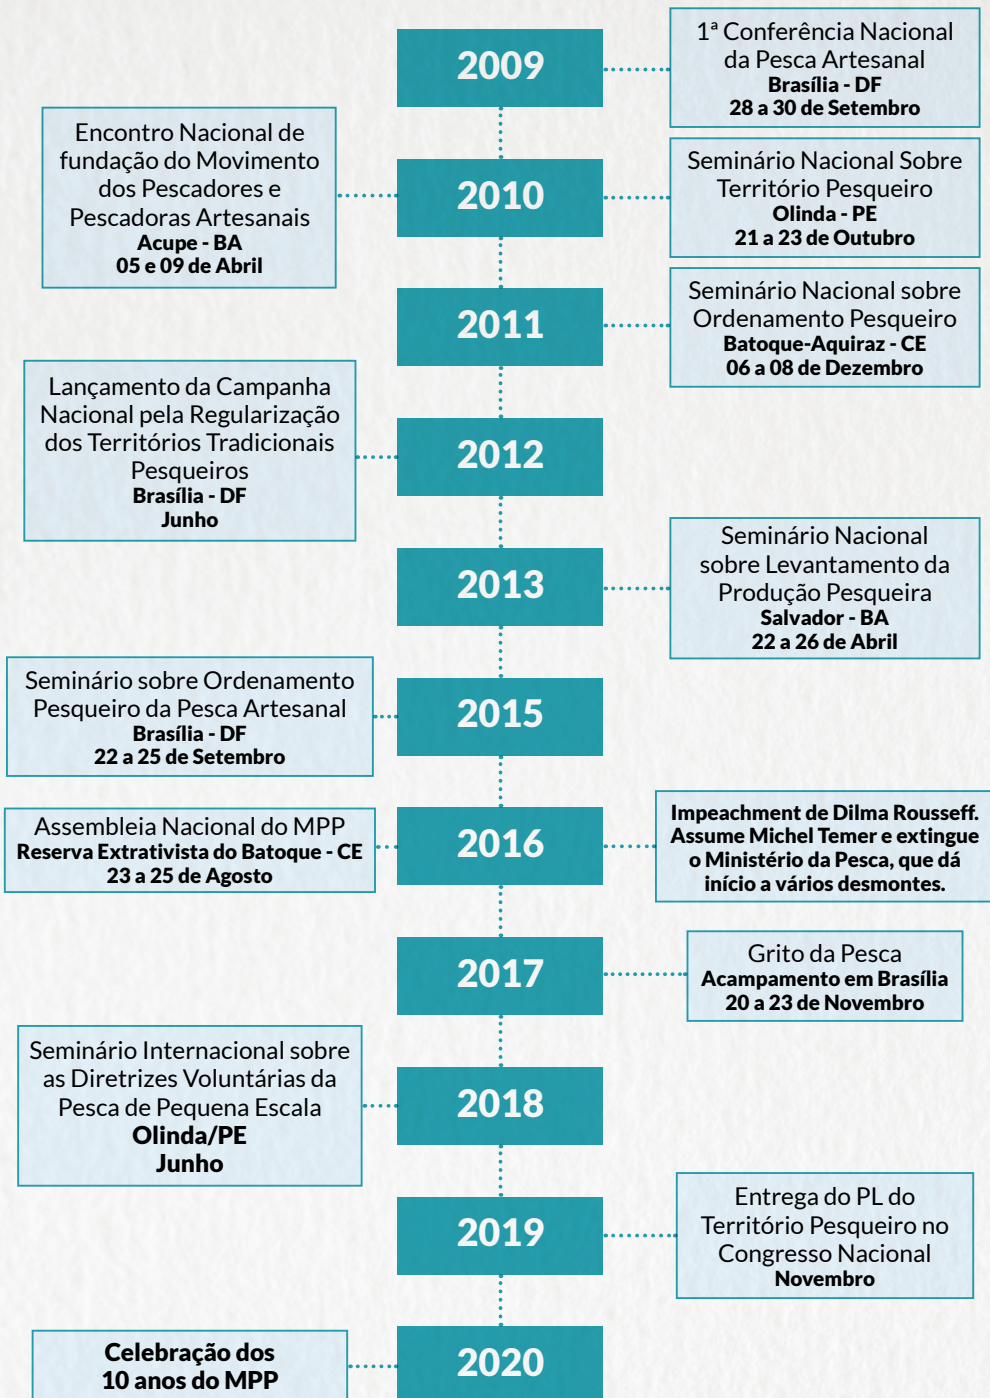 2009
1ª Conferência Nacional
da Pesca Artesanal
Brasília - DF
28 a 30 de Setembro
Encontro Nacional de
fundação do Movimento
dos Pescadores e
Pescadoras Artesanais
Acupe - BA
05 e 09 de Abril
2010
Seminário Nacional Sobre
Território Pesqueiro
Olinda - PE
21 a 23 de Outubro
2011
Seminário Nacional sobre
Ordenamento Pesqueiro
Batoque-Aquiraz - CE
06 a 08 de Dezembro
Lançamento da Campanha
Nacional pela Regularização
dos Territórios Tradicionais
Pesqueiros
Brasília - DF
Junho
2012
2013
Seminário Nacional
sobre Levantamento da
Produção Pesqueira
Salvador - BA
22 a 26 de Abril
Seminário sobre Ordenamento
Pesqueiro da Pesca Artesanal
Brasília - DF
22 a 25 de Setembro
2015
Assembleia Nacional do MPP
Reserva Extrativista do Batoque - CE
23 a 25 de Agosto
2016
Impeachment de Dilma Rousseff.
Assume Michel Temer e extingue
o Ministério da Pesca, que dá
início a vários desmontes.
2017
Grito da Pesca
Acampamento em Brasília
20 a 23 de Novembro
Seminário Internacional sobre
as Diretrizes Voluntárias da
Pesca de Pequena Escala
Olinda/PE
Junho
2018
2019
Entrega do PL do
Território Pesqueiro no
Congresso Nacional
Novembro
Celebração dos
10 anos do MPP
2020